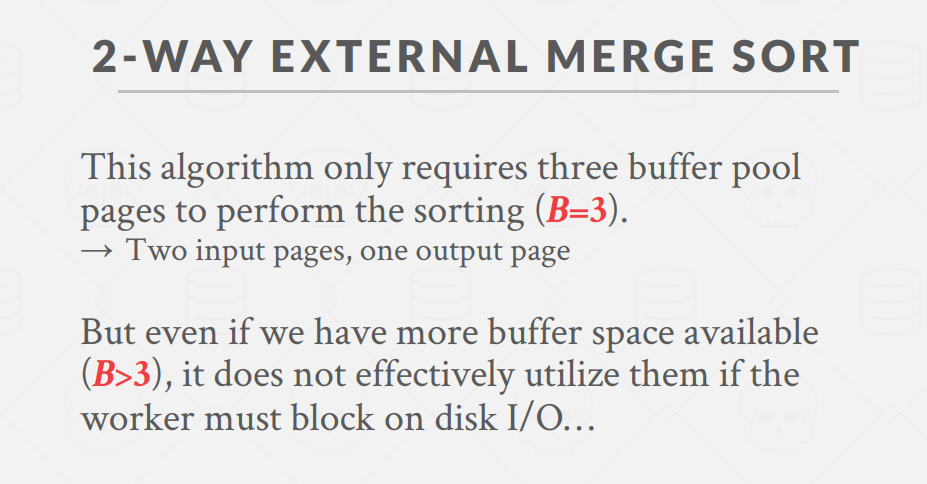 2-WAY EXTERNAL MERGE SORT
This algorithm only requires three buffer pool
pages to perform the sorting (B=3).
→ Two input pages, one output page
But even if we have more buffer space available
(B>3), it does not effectively utilize them if the
worker must block on disk I/O…